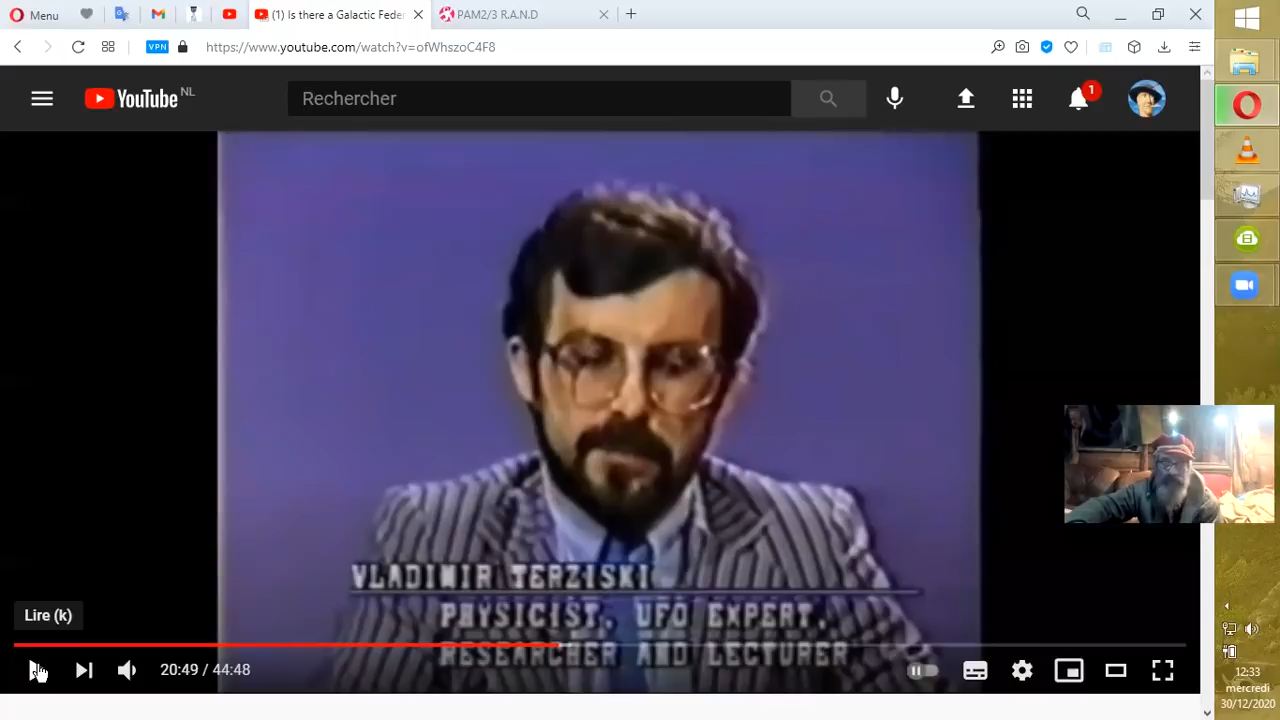 Menu
(1) Is there a Galactic Feder
PAM2/3 R.A.N.D
VPN
https://www.youtube.com/watch?v=ofWhszoC4F8
YouTube NL
Rechercher
1
VLADIMIR TERZISKI
PHYSICIST, UFO EXPERT,
RESEARCHER AND LECTURER
Lire (k)
20:49 / 44:48
12:33
mercredi
30/12/2020